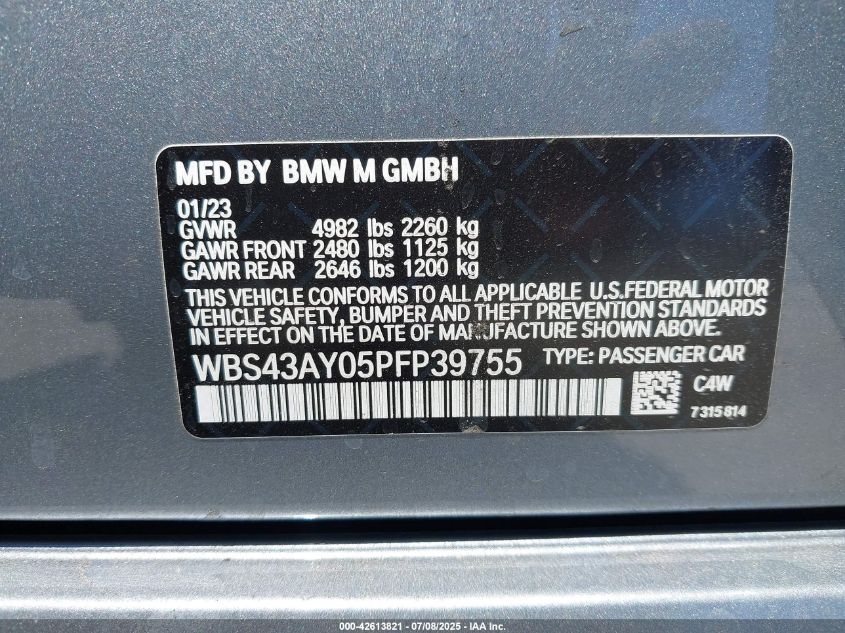 MFD BY BMW M GMBH
01/23
GVWR 4982 lbs 2260 kg
GAWR FRONT 2480 lbs 1125 kg
GAWR REAR 2646 lbs 1200 kg
THIS VEHICLE CONFORMS TO ALL APPLICABLE U.S.FEDERAL MOTOR
VEHICLE SAFETY, BUMPER AND THEFT PREVENTION STANDARDS
IN EFFECT ON THE DATE OF MANUFACTURE SHOWN ABOVE.
WBS43AY05PFP39755 TYPE: PASSENGER CAR
C4W
7315814
000-42613821 / 07/08/2025 - IAA Inc.